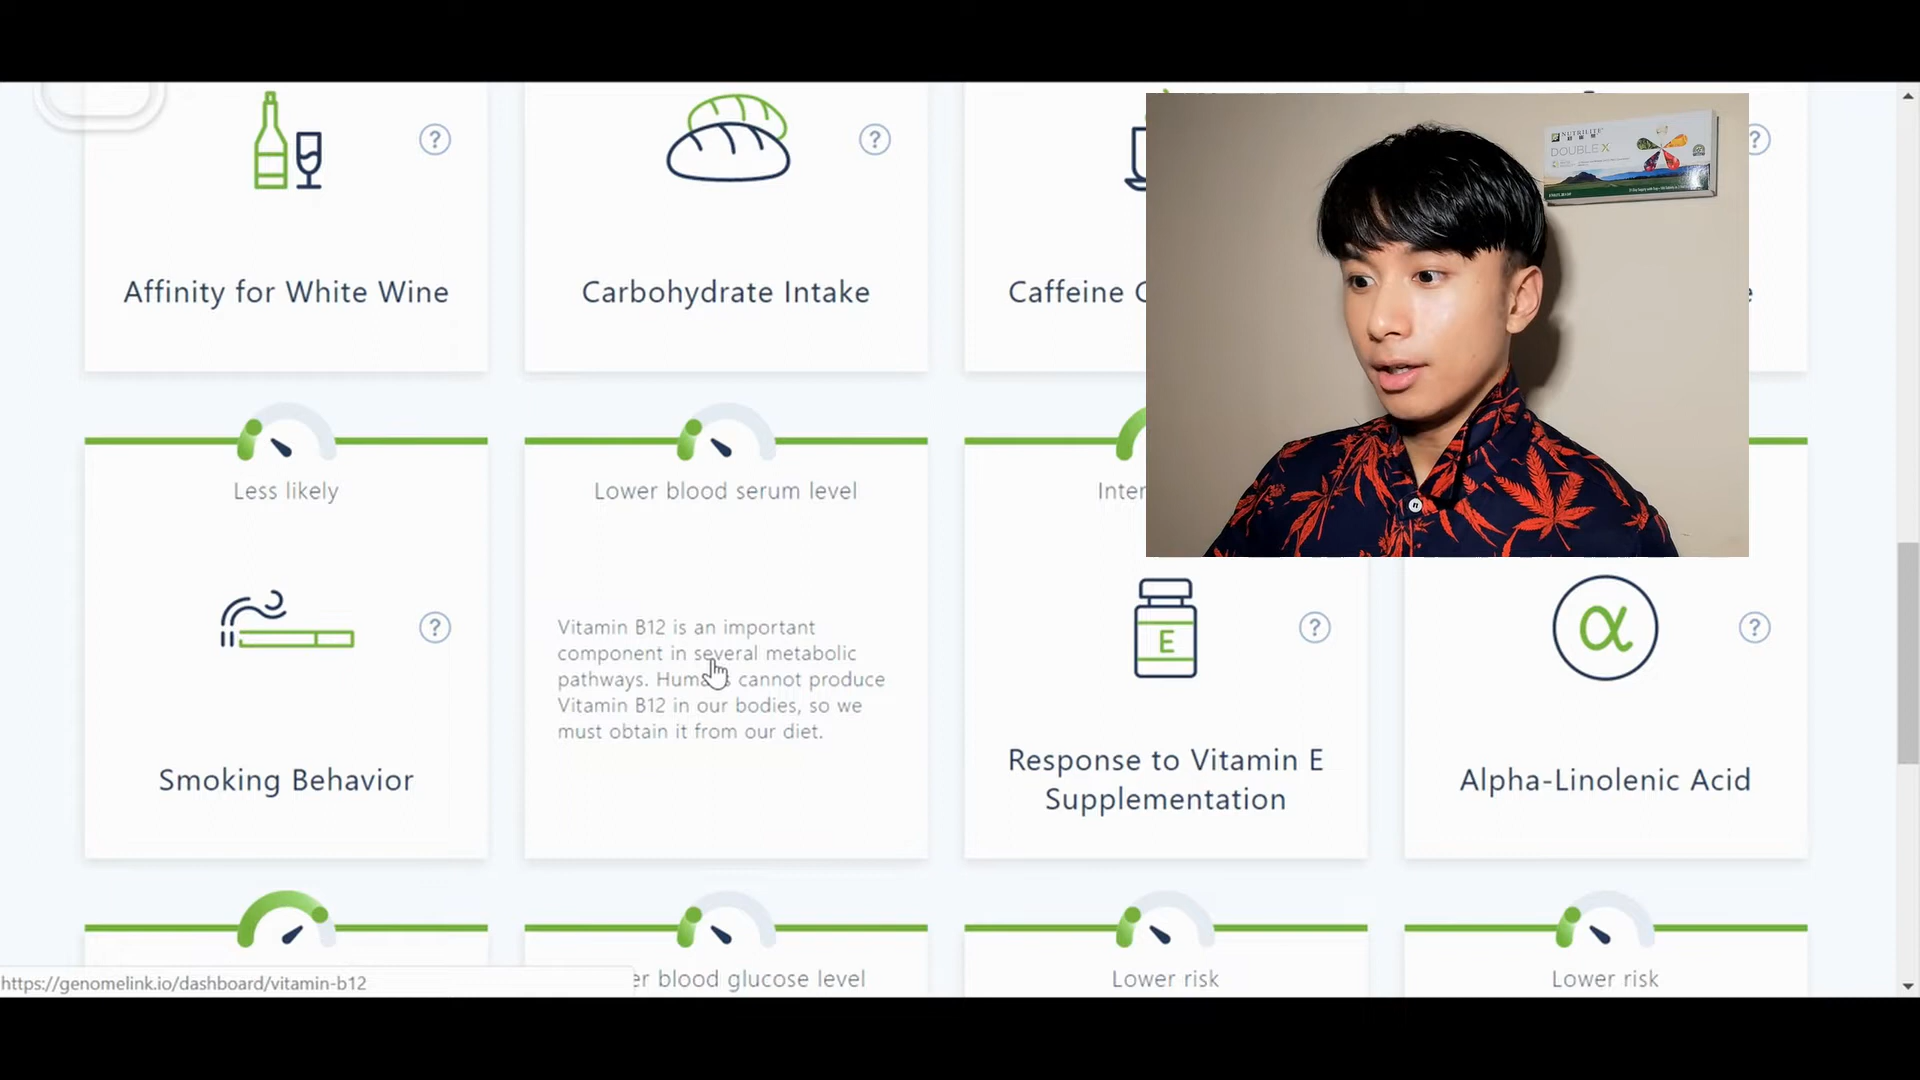 Affinity for White Wine
Carbohydrate Intake
Caffeine
NUTRILITE
DOUBLE X
Less likely
Lower blood serum level
Vitamin B12 is an important
component in several metabolic
pathways. cannot produce
Vitamin B12 in our bodies, so we
must obtain it from our diet.
E
α
Smoking Behavior
Response to Vitamin E
Supplementation
Alpha-Linolenic Acid
blood glucose level
Lower risk
Lower risk
https://genomelink.io/dashboard/vitamin-b12